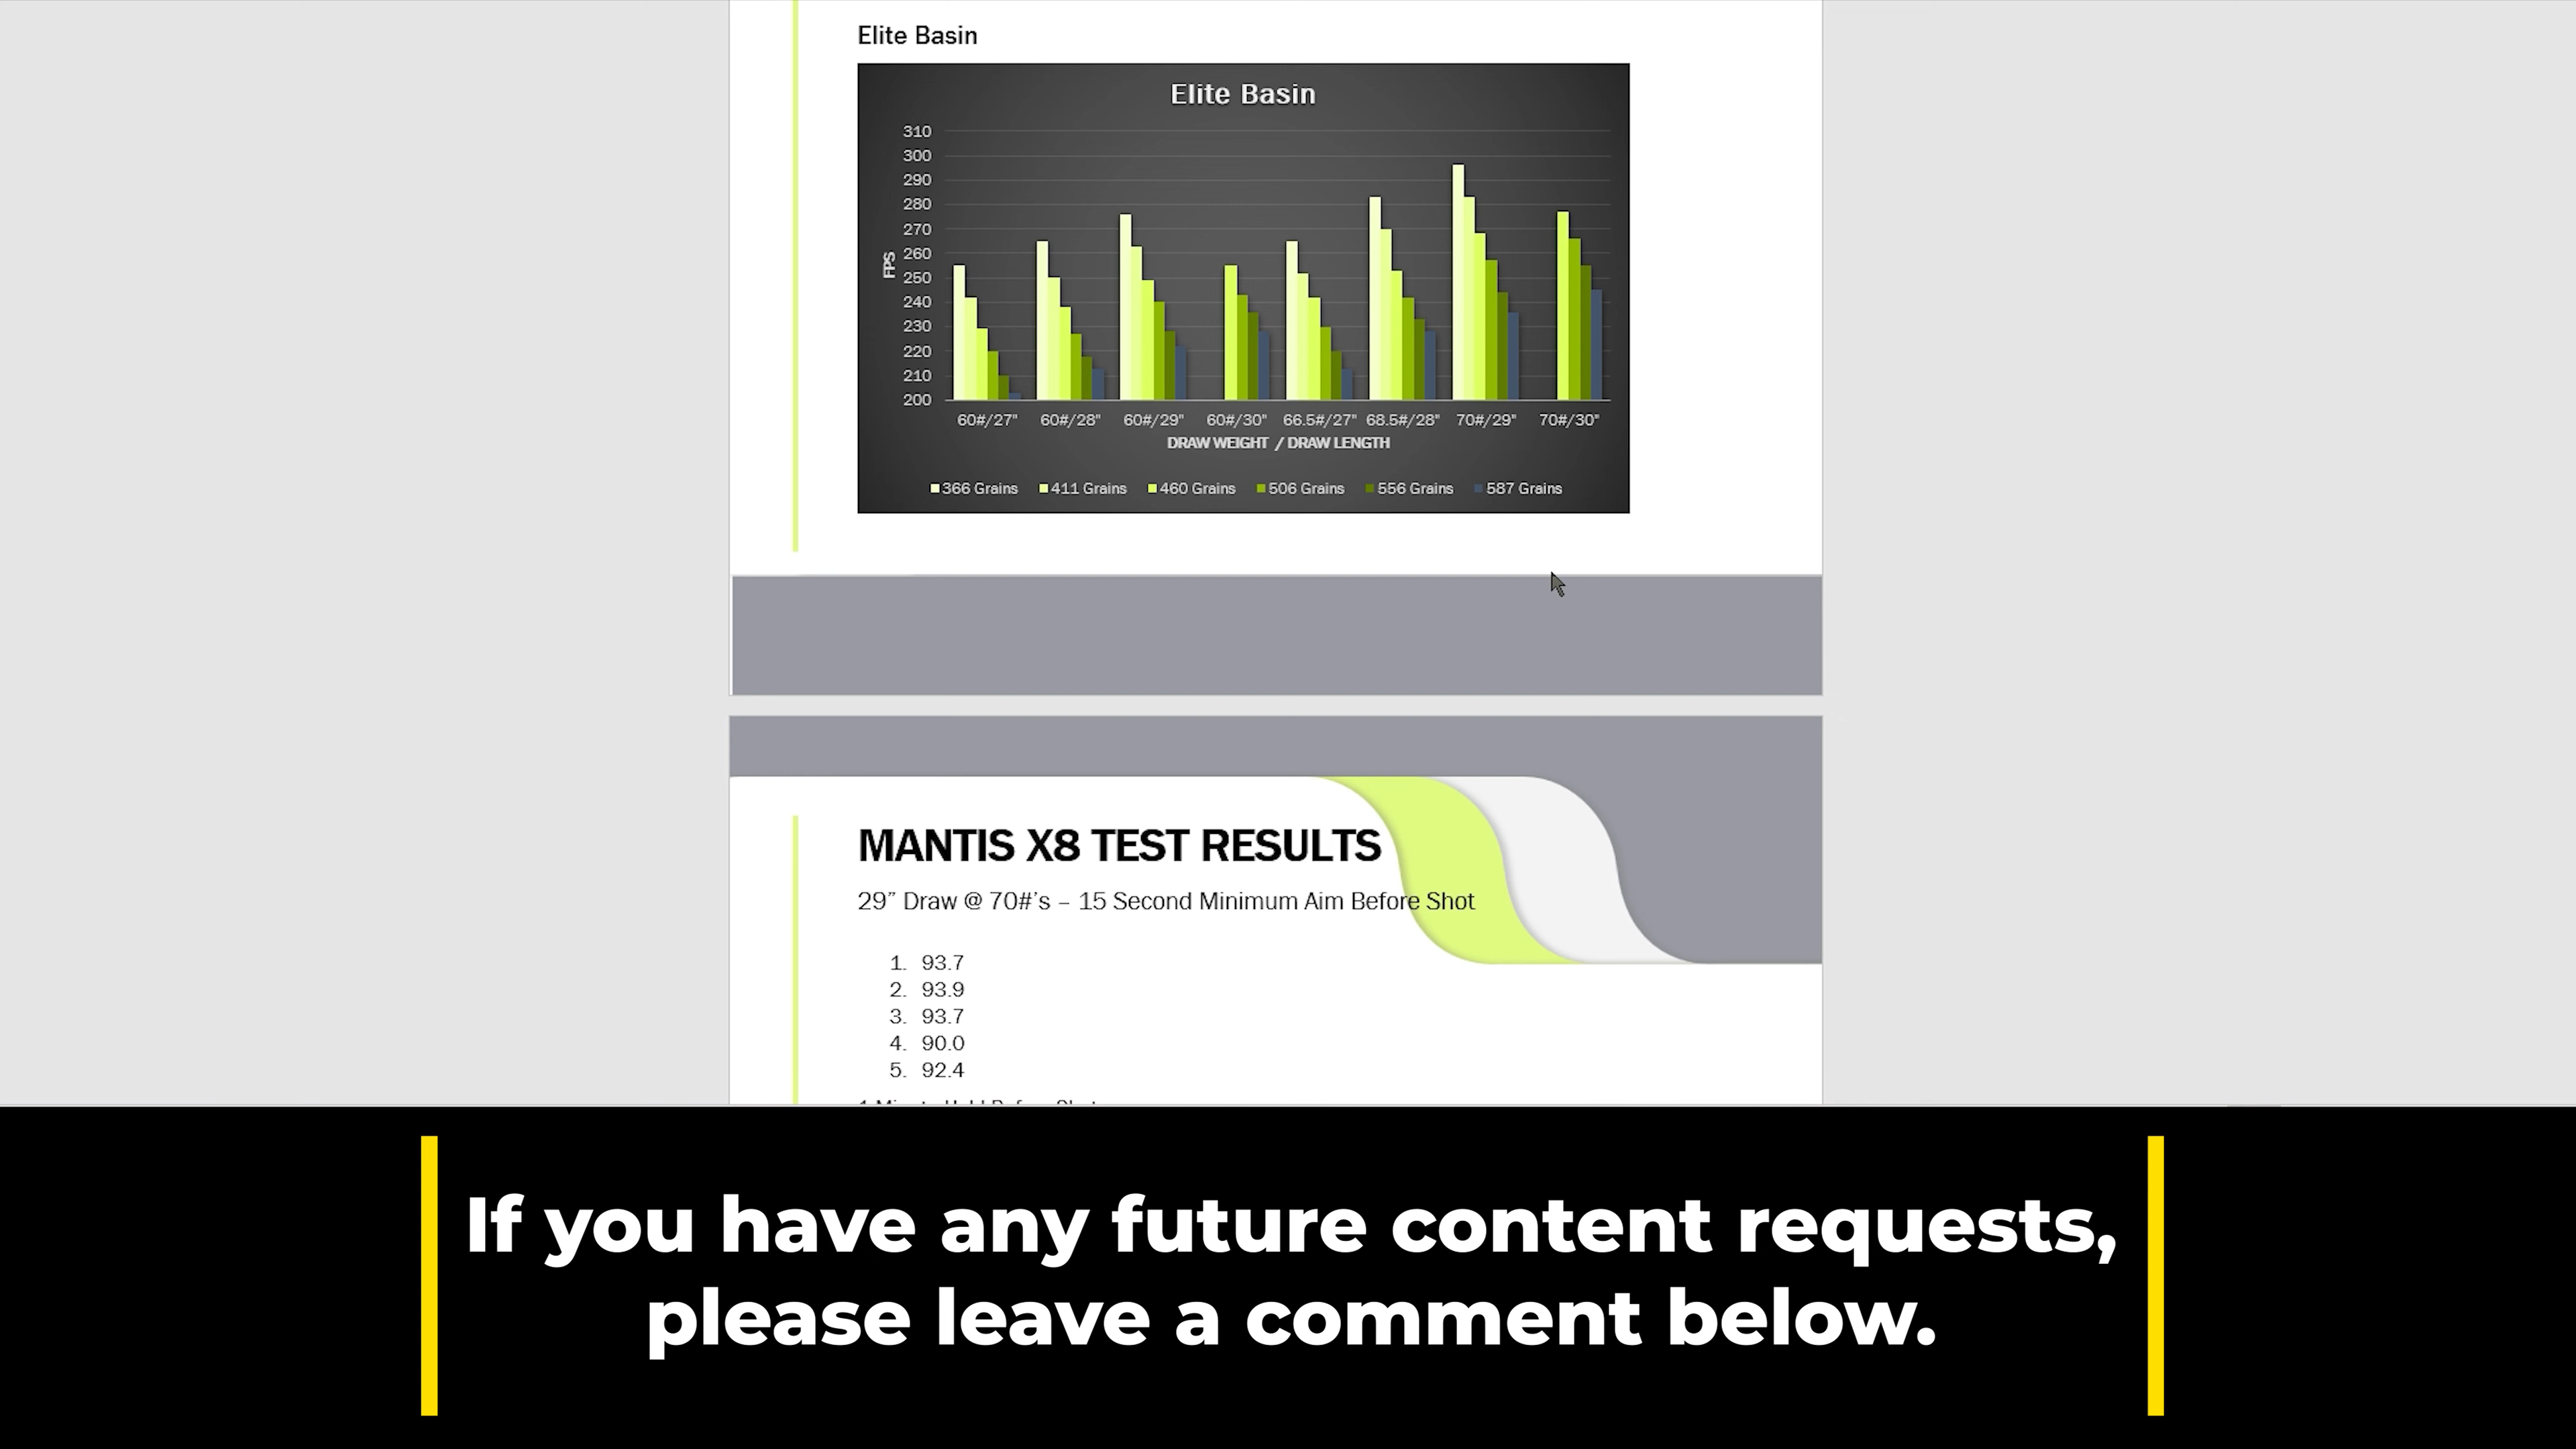 Elite Basin
Elite Basin
310
300
290
280
270
260
250
240
230
220
210
200
FPS
60#/27" 60#/28" 60#/29" 60#/30" 66.5#/27" 68.5#/28" 70#/29" 70#/30"
DRAW WEIGHT / DRAW LENGTH
366 Grains 411 Grains 460 Grains 506 Grains 556 Grains 587 Grains
MANTIS X8 TEST RESULTS
29” Draw @ 70#’s – 15 Second Minimum Aim Before Shot
1. 93.7
2. 93.9
3. 93.7
4. 90.0
5. 92.4
If you have any future content requests,
please leave a comment below.